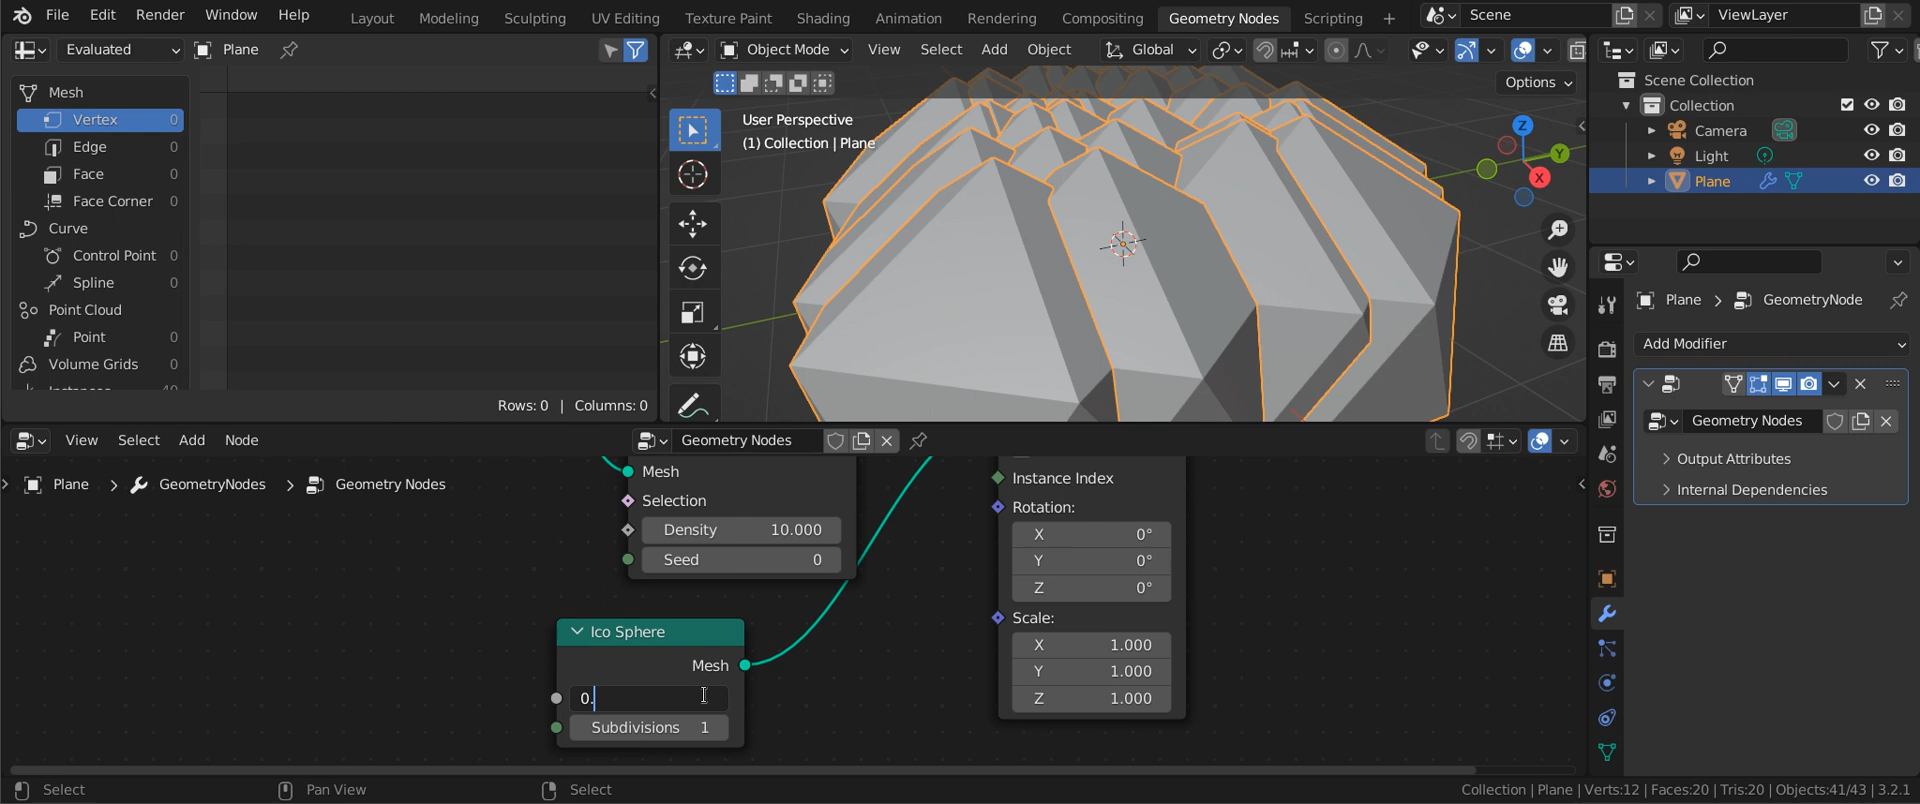 File Edit Render Window Help Layout Modeling Sculpting UV Editing Texture Paint Shading Animation Rendering Compositing Geometry Nodes Scripting + Scene ViewLayer
Evaluated Plane
Object Mode View Select Add Object Global
Options
User Perspective
(1) Collection | Plane
Z
Y
X
Mesh
Vertex 0
Edge 0
Face 0
Face Corner 0
Curve
Control Point 0
Spline 0
Point Cloud
Point 0
Volume Grids 0
Rows: 0 | Columns: 0
Scene Collection
Collection
Camera
Light
Plane
Plane > GeometryNode
Add Modifier
Geometry Nodes
Output Attributes
Internal Dependencies
View Select Add Node Geometry Nodes
Plane > GeometryNodes > Geometry Nodes
Mesh
Selection
Density 10.000
Seed 0
Ico Sphere
Mesh
0.
Subdivisions 1
Instance Index
Rotation:
X 0°
Y 0°
Z 0°
Scale:
X 1.000
Y 1.000
Z 1.000
Select Pan View Select Collection | Plane | Verts:12 | Faces:20 | Tris:20 | Objects:41/43 | 3.2.1